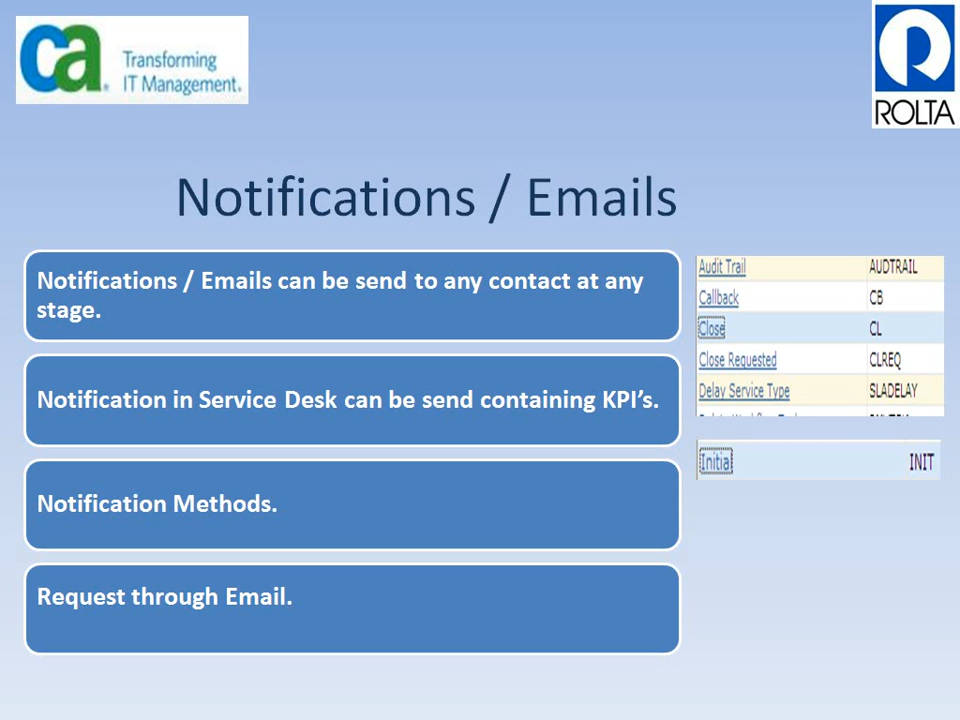 ca
Transforming
IT Management.
ROLTA
Notifications / Emails
Notifications / Emails can be send to any contact at any
stage.
Notification in Service Desk can be send containing KPI’s.
Notification Methods.
Request through Email.
Audit Trail AUDTRAIL
Callback CB
Close CL
Close Requested CLREQ
Delay Service Type SLADELAY
Initial INIT